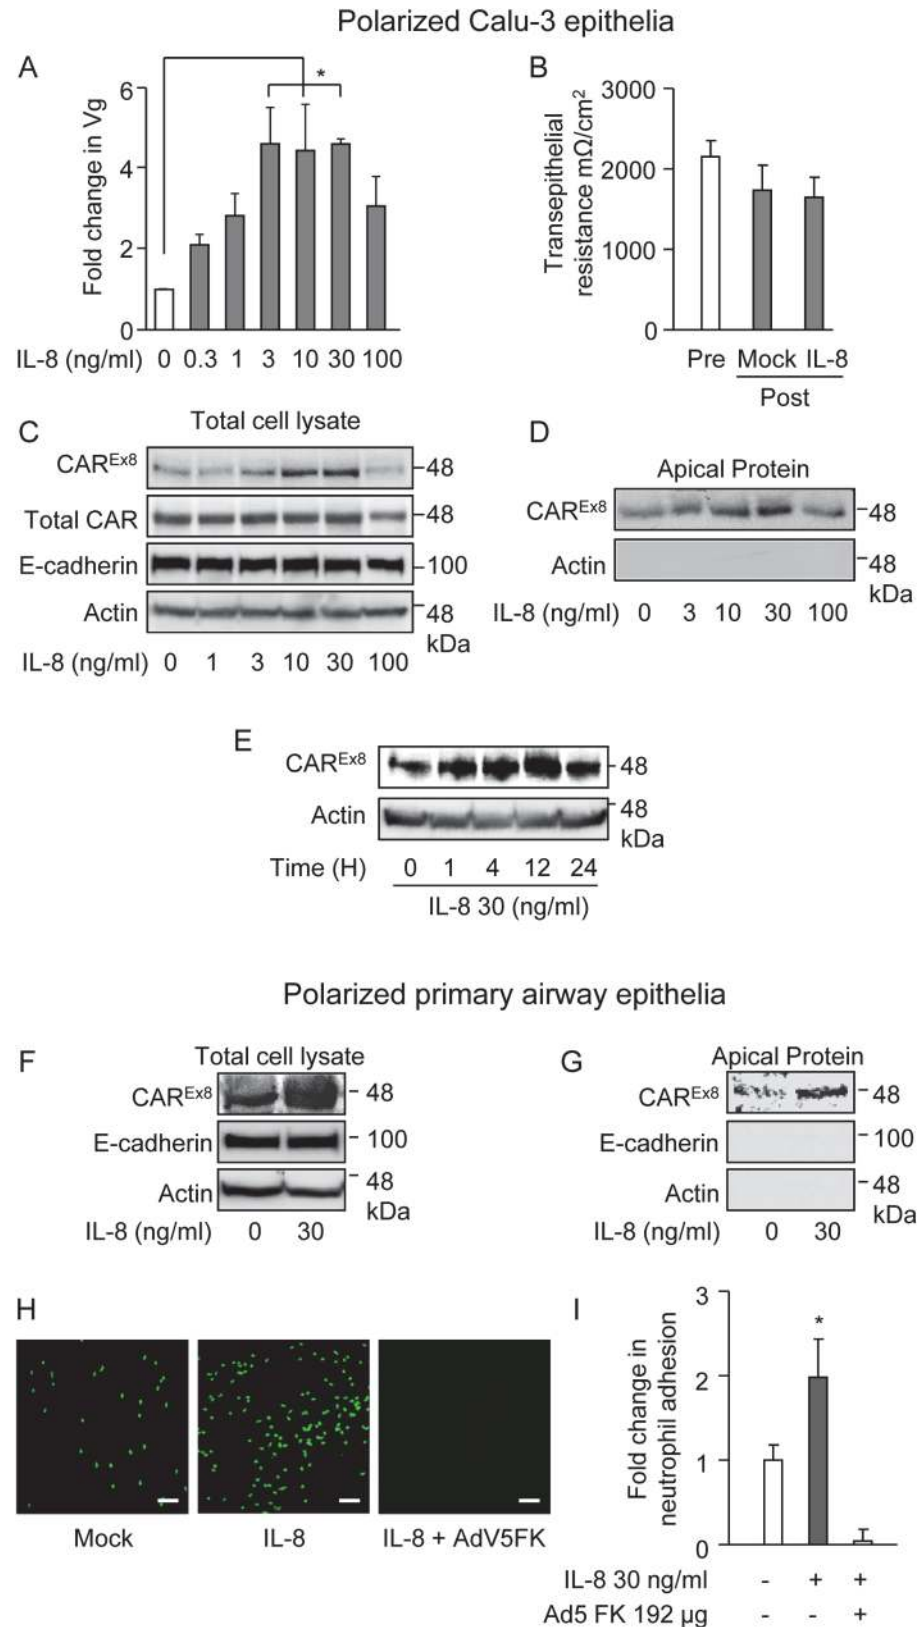 Polarized Calu-3 epithelia
A
Fold change in Vg
6
4
2
0
*
IL-8 (ng/ml) 0 0.3 1 3 10 30 100
B
Transepithelial
resistance mΩ/cm²
3000
2000
1000
0
Pre Mock IL-8
Post
C
Total cell lysate
CAR^Ex8 48
Total CAR 48
E-cadherin 100
Actin 48
kDa
IL-8 (ng/ml) 0 1 3 10 30 100
D
Apical Protein
CAR^Ex8 48
Actin 48
kDa
IL-8 (ng/ml) 0 3 10 30 100
E
CAR^Ex8 48
Actin 48
kDa
Time (H) 0 1 4 12 24
IL-8 30 (ng/ml)
Polarized primary airway epithelia
F
Total cell lysate
CAR^Ex8 48
E-cadherin 100
Actin 48
kDa
IL-8 (ng/ml) 0 30
G
Apical Protein
CAR^Ex8 48
E-cadherin 100
Actin 48
kDa
IL-8 (ng/ml) 0 30
H
Mock IL-8 IL-8 + AdV5FK
I
Fold change in
neutrophil adhesion
3
2
1
0
*
IL-8 30 ng/ml - + +
Ad5 FK 192 µg - - +